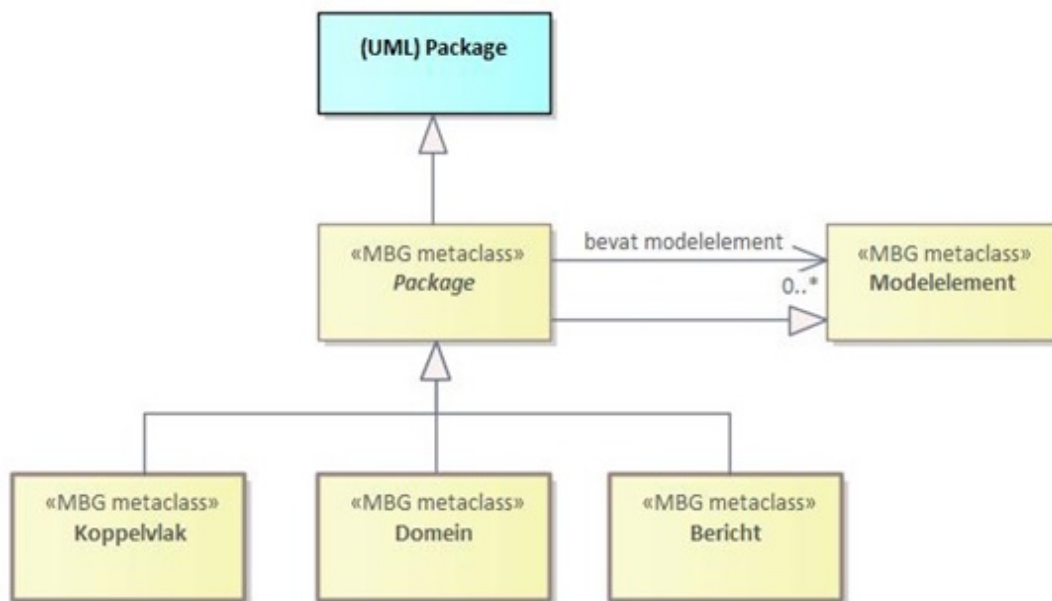 (UML) Package
«MBG metaclass»
Package
bevat modelelement
0..*
«MBG metaclass»
Modelelement
«MBG metaclass»
Koppelvlak
«MBG metaclass»
Domein
«MBG metaclass»
Bericht